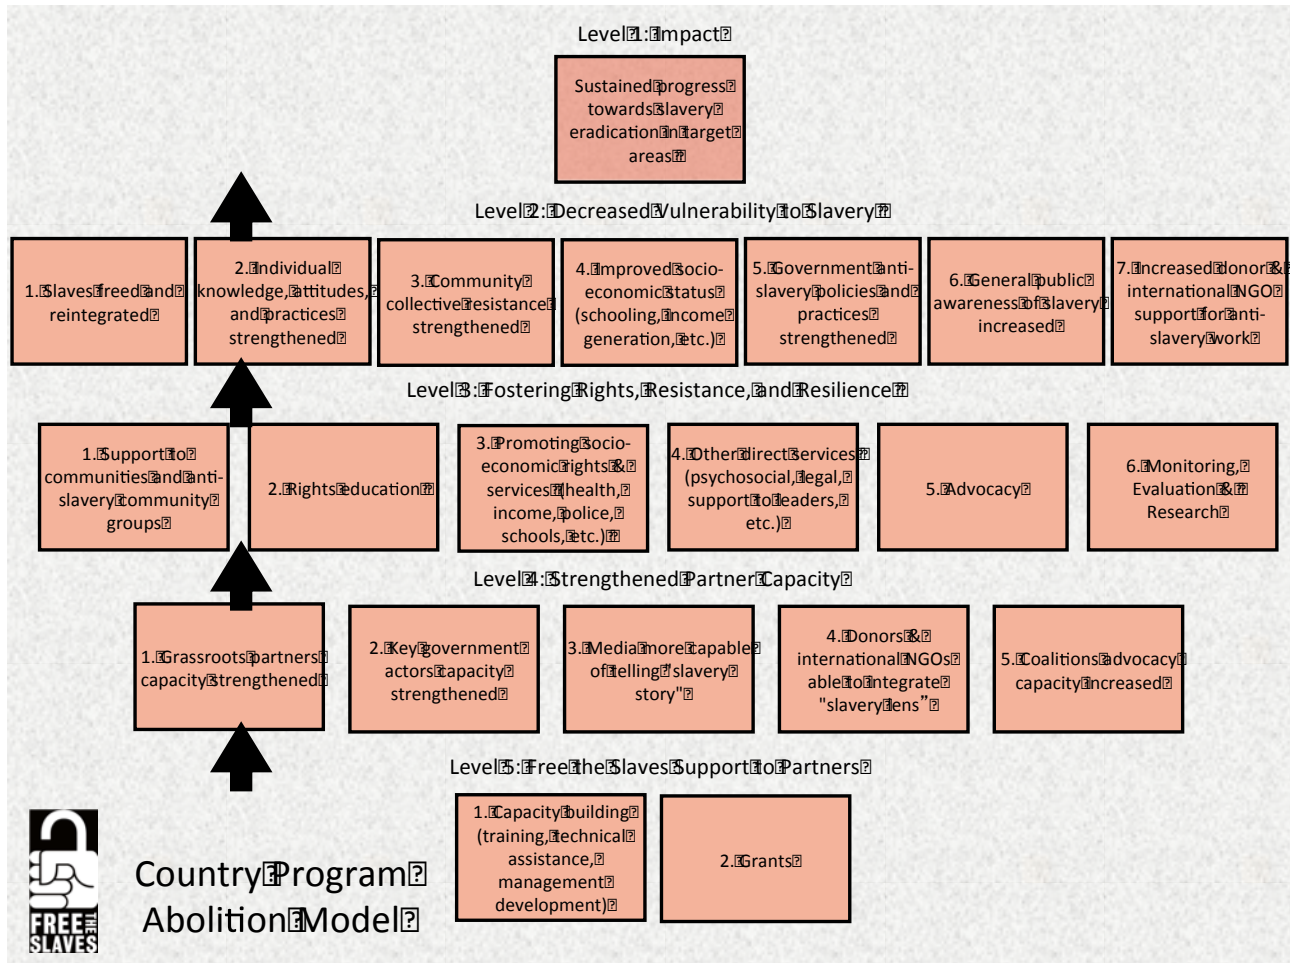 Level 1: Impact
Sustained progress
towards slavery
eradication in target
areas
Level 2: Decreased Vulnerability to Slavery
1. Slaves freed and
reintegrated
2. Individual
knowledge, attitudes,
and practices
strengthened
3. Community
collective resistance
strengthened
4. Improved socio-
economic status
(schooling, income
generation, etc.)
5. Government anti-
slavery policies and
practices
strengthened
6. General public
awareness of slavery
increased
7. Increased donor &
international NGO
support for anti-
slavery work
Level 3: Fostering Rights, Resistance, and Resilience
1. Support to
communities and anti-
slavery community
groups
2. Rights education
3. Promoting socio-
economic rights &
services (health,
income, police,
schools, etc.)
4. Other direct services
(psychosocial, legal,
support to leaders,
etc.)
5. Advocacy
6. Monitoring,
Evaluation &
Research
Level 4: Strengthened Partner Capacity
1. Grassroots partners
capacity strengthened
2. Key government
actors capacity
strengthened
3. Media more capable
of telling "slavery
story"
4. Donors &
international NGOs
able to integrate
"slavery lens”
5. Coalitions advocacy
capacity increased
Level 5: Free the Slaves Support to Partners
1. Capacity building
(training, technical
assistance,
management
development)
2. Grants
Country Program
Abolition Model
FREE THE
SLAVES